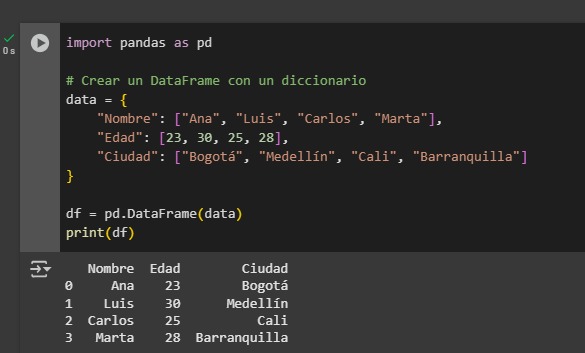 0s
import pandas as pd
# Crear un DataFrame con un diccionario
data = {
    "Nombre": ["Ana", "Luis", "Carlos", "Marta"],
    "Edad": [23, 30, 25, 28],
    "Ciudad": ["Bogotá", "Medellín", "Cali", "Barranquilla"]
}
df = pd.DataFrame(data)
print(df)
   Nombre  Edad        Ciudad
0     Ana    23        Bogotá
1    Luis    30      Medellín
2  Carlos    25          Cali
3   Marta    28  Barranquilla